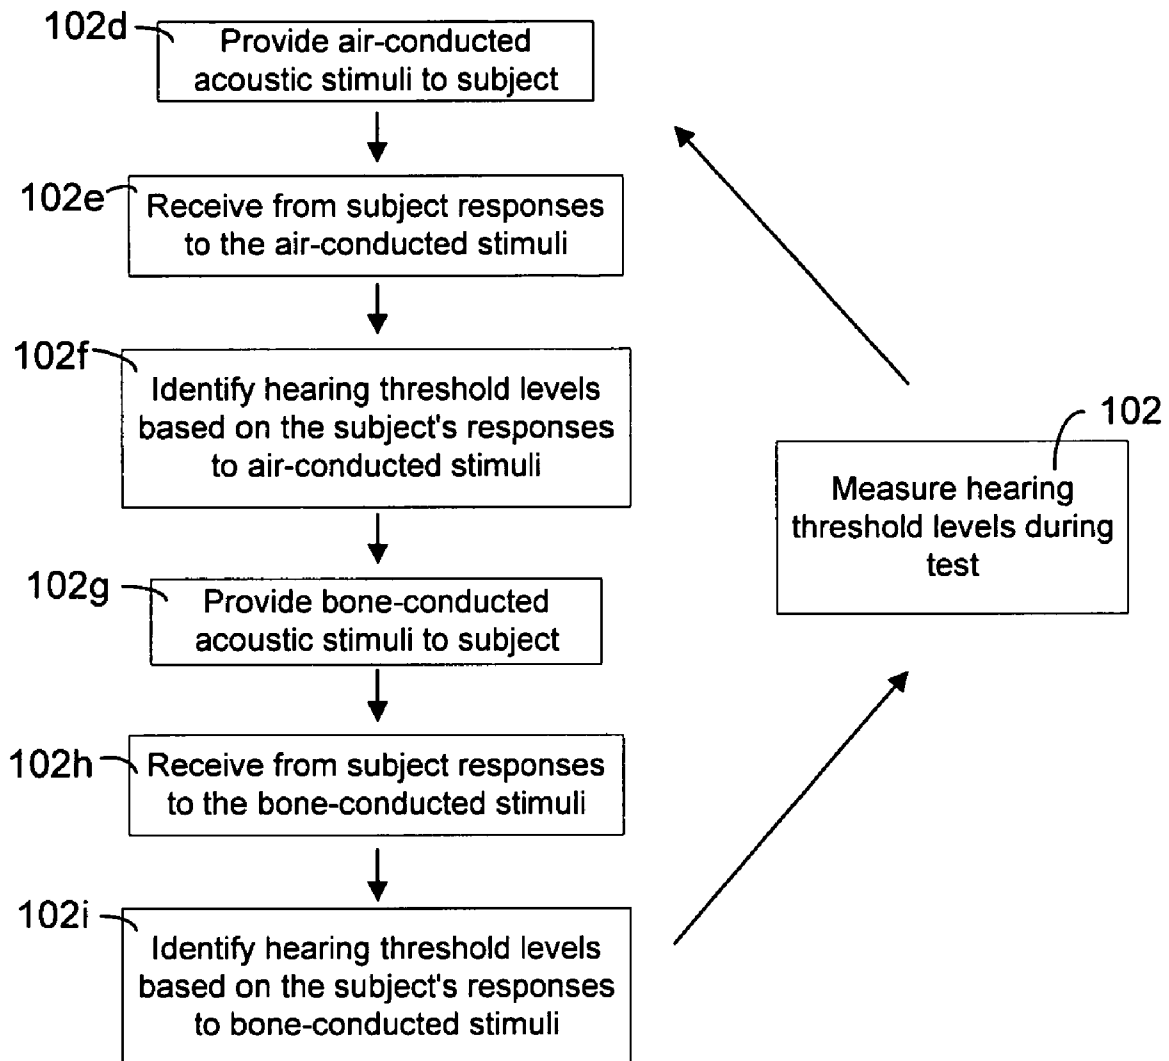 102d
Provide air-conducted
acoustic stimuli to subject
102e
Receive from subject responses
to the air-conducted stimuli
102f
Identify hearing threshold levels
based on the subject's responses
to air-conducted stimuli
102g
Provide bone-conducted
acoustic stimuli to subject
102h
Receive from subject responses
to the bone-conducted stimuli
102i
Identify hearing threshold levels
based on the subject's responses
to bone-conducted stimuli
102
Measure hearing
threshold levels during
test